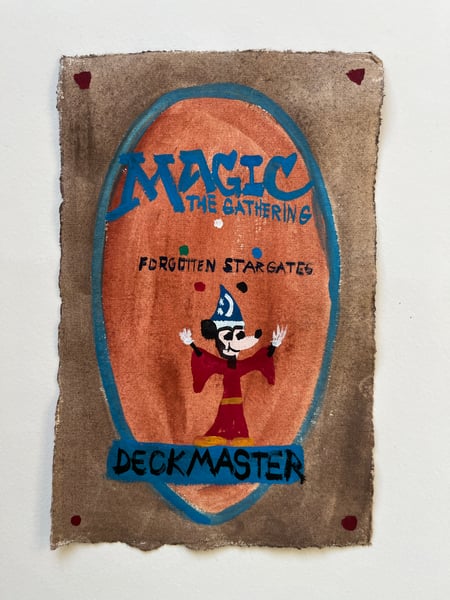 MAGIC
THE GATHERING
FORGOTTEN STARGATES
DECKMASTER